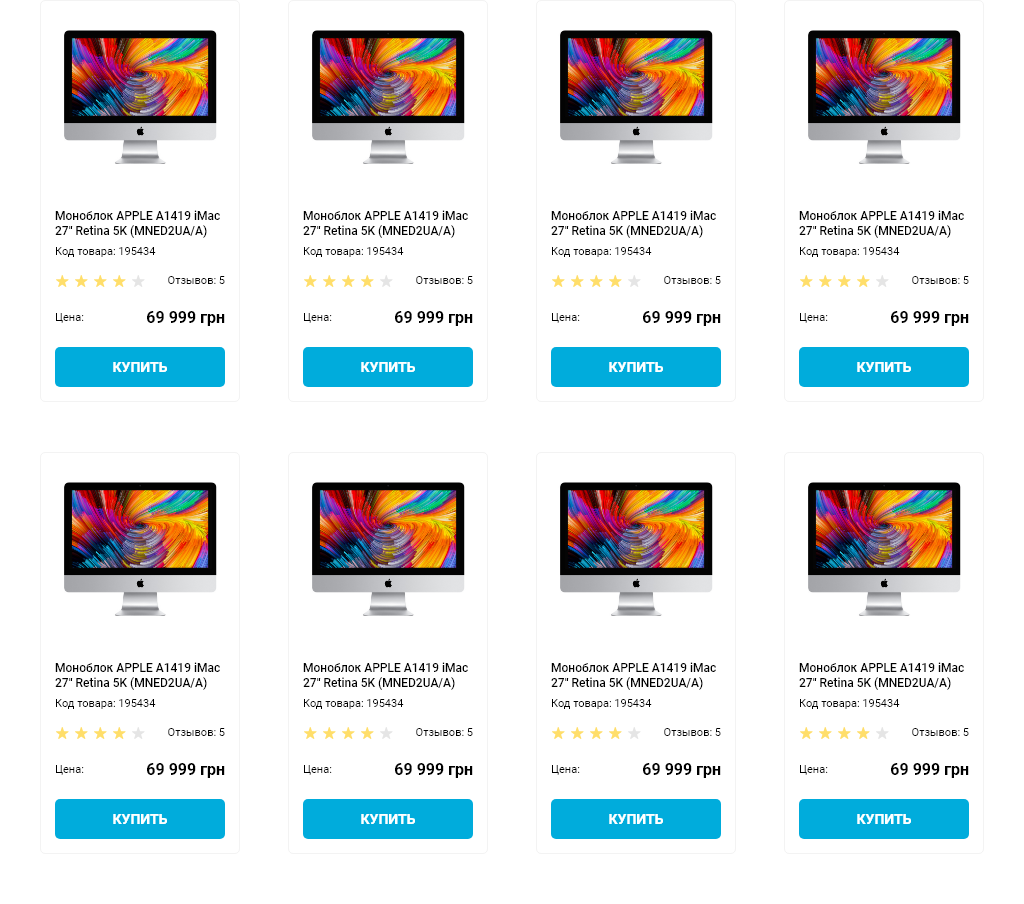 Моноблок APPLE A1419 iMac
27" Retina 5K (MNED2UA/A)
Код товара: 195434
Отзывов: 5
Цена: 69 999 грн
КУПИТЬ
Моноблок APPLE A1419 iMac
27" Retina 5K (MNED2UA/A)
Код товара: 195434
Отзывов: 5
Цена: 69 999 грн
КУПИТЬ
Моноблок APPLE A1419 iMac
27" Retina 5K (MNED2UA/A)
Код товара: 195434
Отзывов: 5
Цена: 69 999 грн
КУПИТЬ
Моноблок APPLE A1419 iMac
27" Retina 5K (MNED2UA/A)
Код товара: 195434
Отзывов: 5
Цена: 69 999 грн
КУПИТЬ
Моноблок APPLE A1419 iMac
27" Retina 5K (MNED2UA/A)
Код товара: 195434
Отзывов: 5
Цена: 69 999 грн
КУПИТЬ
Моноблок APPLE A1419 iMac
27" Retina 5K (MNED2UA/A)
Код товара: 195434
Отзывов: 5
Цена: 69 999 грн
КУПИТЬ
Моноблок APPLE A1419 iMac
27" Retina 5K (MNED2UA/A)
Код товара: 195434
Отзывов: 5
Цена: 69 999 грн
КУПИТЬ
Моноблок APPLE A1419 iMac
27" Retina 5K (MNED2UA/A)
Код товара: 195434
Отзывов: 5
Цена: 69 999 грн
КУПИТЬ